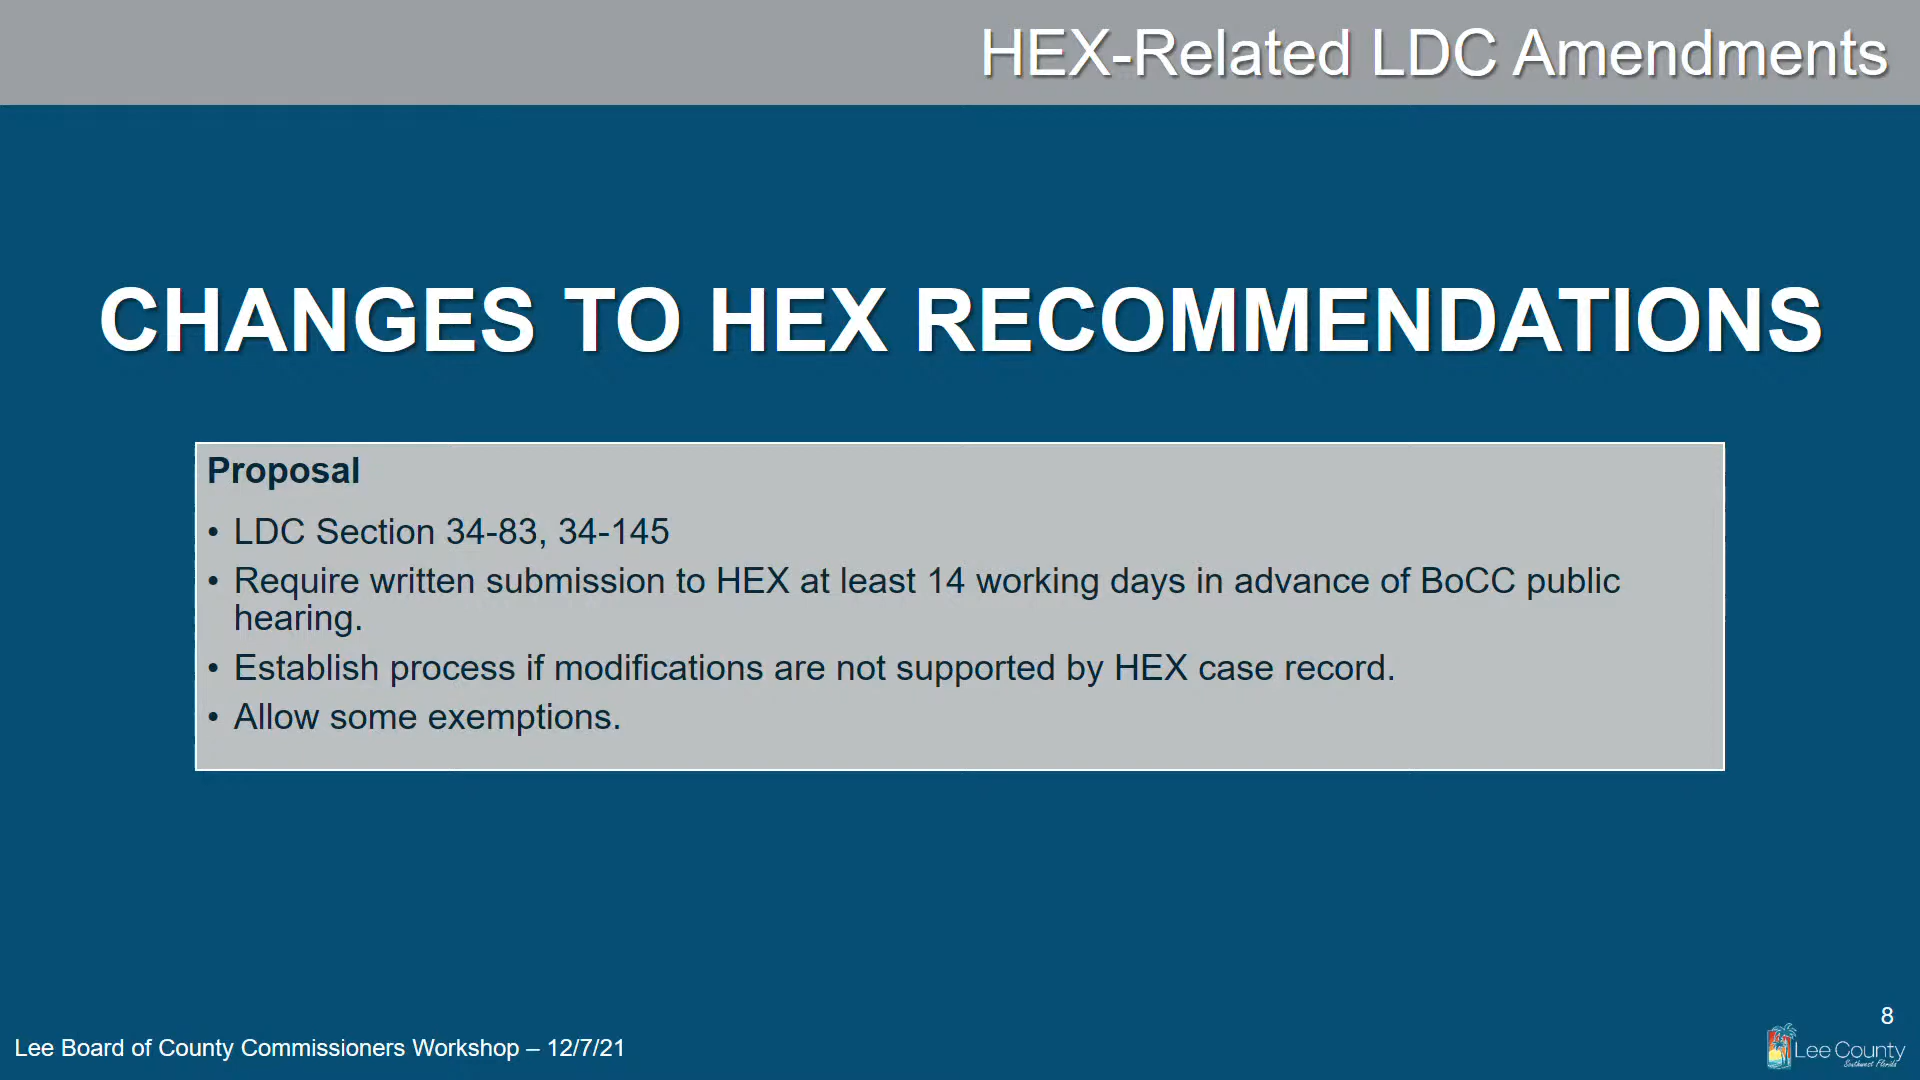 HEX-Related LDC Amendments
CHANGES TO HEX RECOMMENDATIONS
Proposal
• LDC Section 34-83, 34-145
• Require written submission to HEX at least 14 working days in advance of BoCC public
hearing.
• Establish process if modifications are not supported by HEX case record.
• Allow some exemptions.
8
Lee Board of County Commissioners Workshop – 12/7/21
Lee County
Southwest Florida